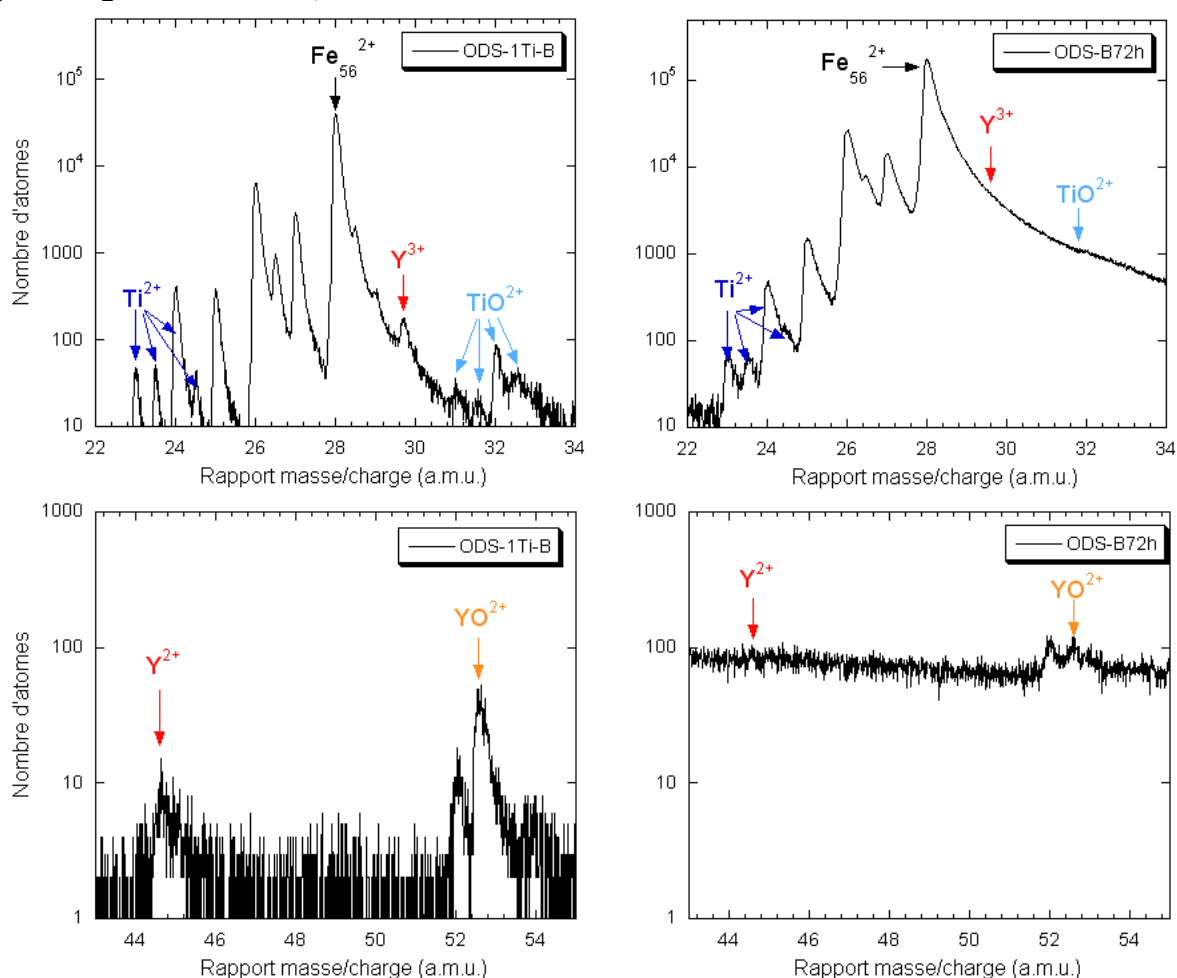 ODS-1Ti-B
Fe56 2+
Ti2+
Y3+
TiO2+
10^5
10^4
1000
100
10
22 24 26 28 30 32 34
Nombre d'atomes
Rapport masse/charge (a.m.u.)
ODS-B72h
Fe56 2+
Y3+
TiO2+
Ti2+
10^5
10^4
1000
100
10
22 24 26 28 30 32 34
Rapport masse/charge (a.m.u.)
ODS-1Ti-B
YO2+
Y2+
1000
100
10
1
44 46 48 50 52 54
Nombre d'atomes
Rapport masse/charge (a.m.u.)
ODS-B72h
Y2+
YO2+
1000
100
10
1
44 46 48 50 52 54
Rapport masse/charge (a.m.u.)